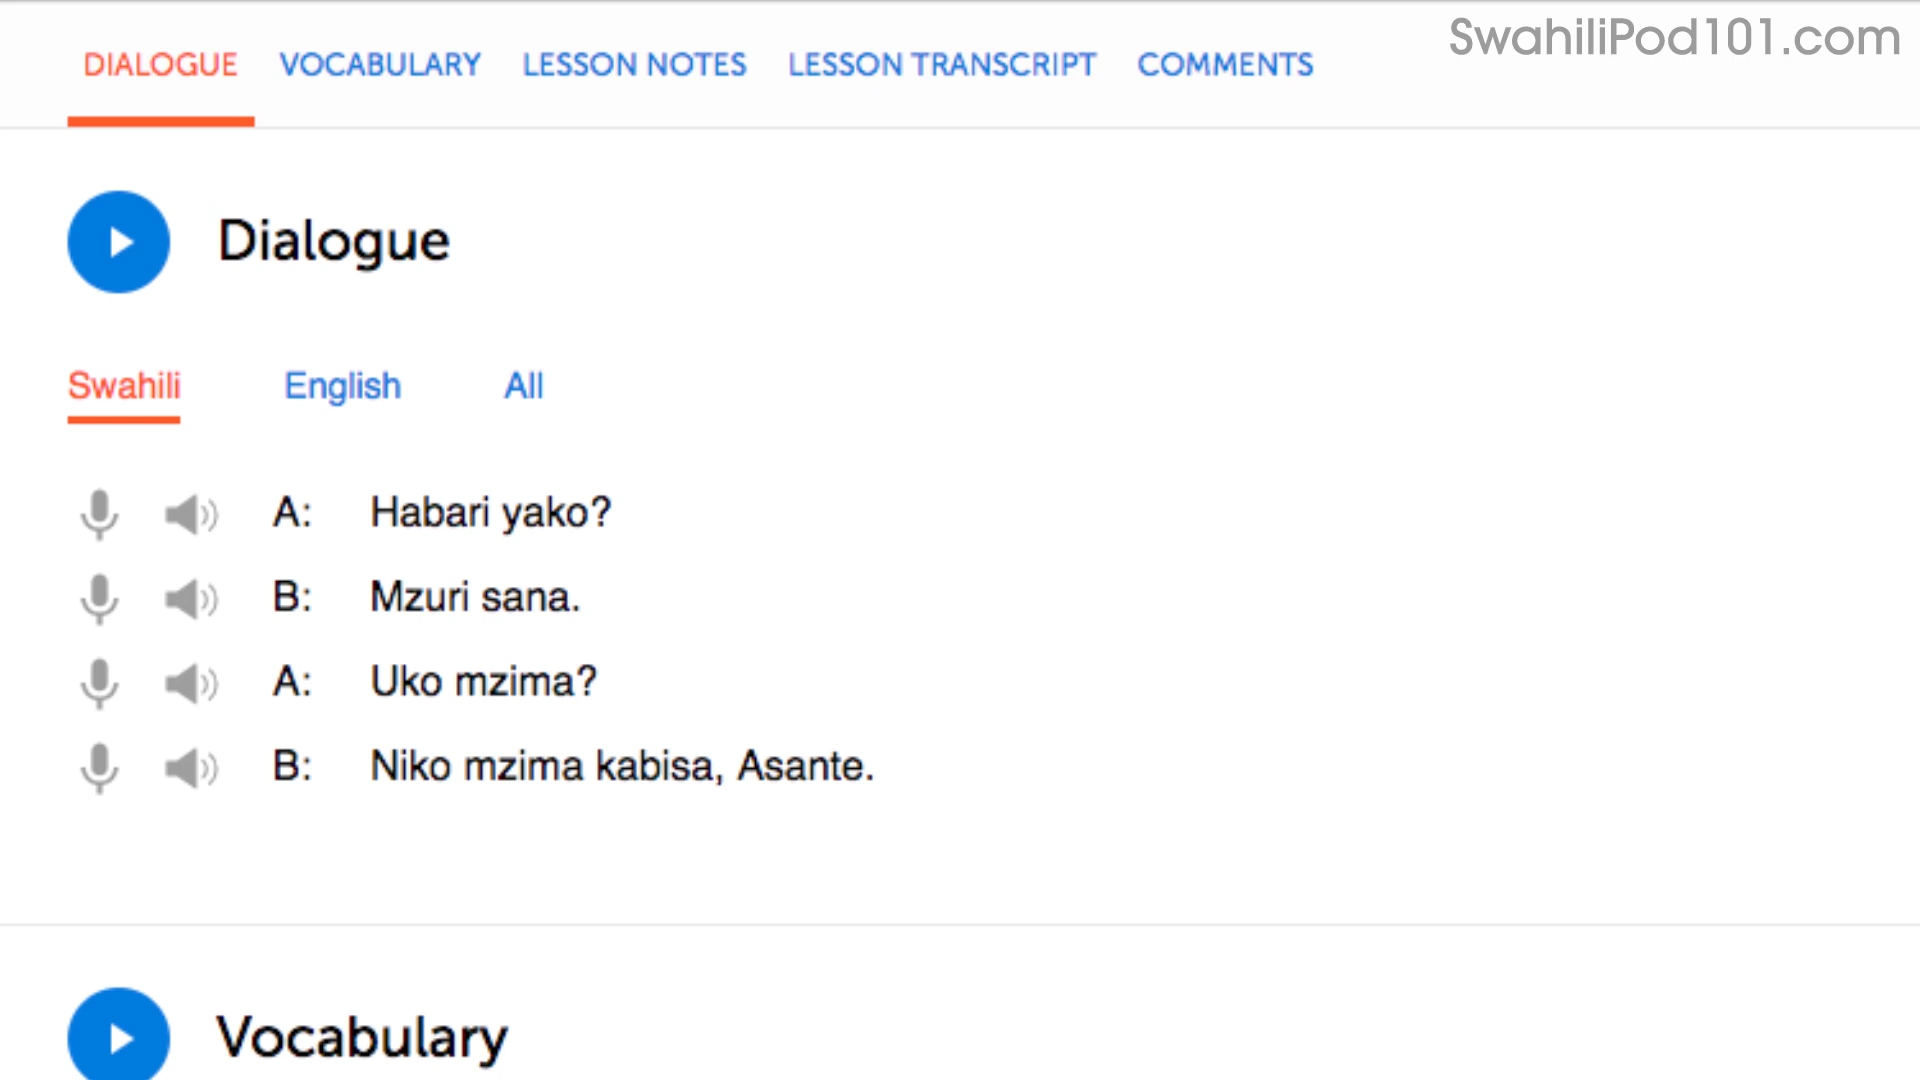 SwahiliPod101.com
DIALOGUE VOCABULARY LESSON NOTES LESSON TRANSCRIPT COMMENTS
Dialogue
Swahili English All
A: Habari yako?
B: Mzuri sana.
A: Uko mzima?
B: Niko mzima kabisa, Asante.
Vocabulary